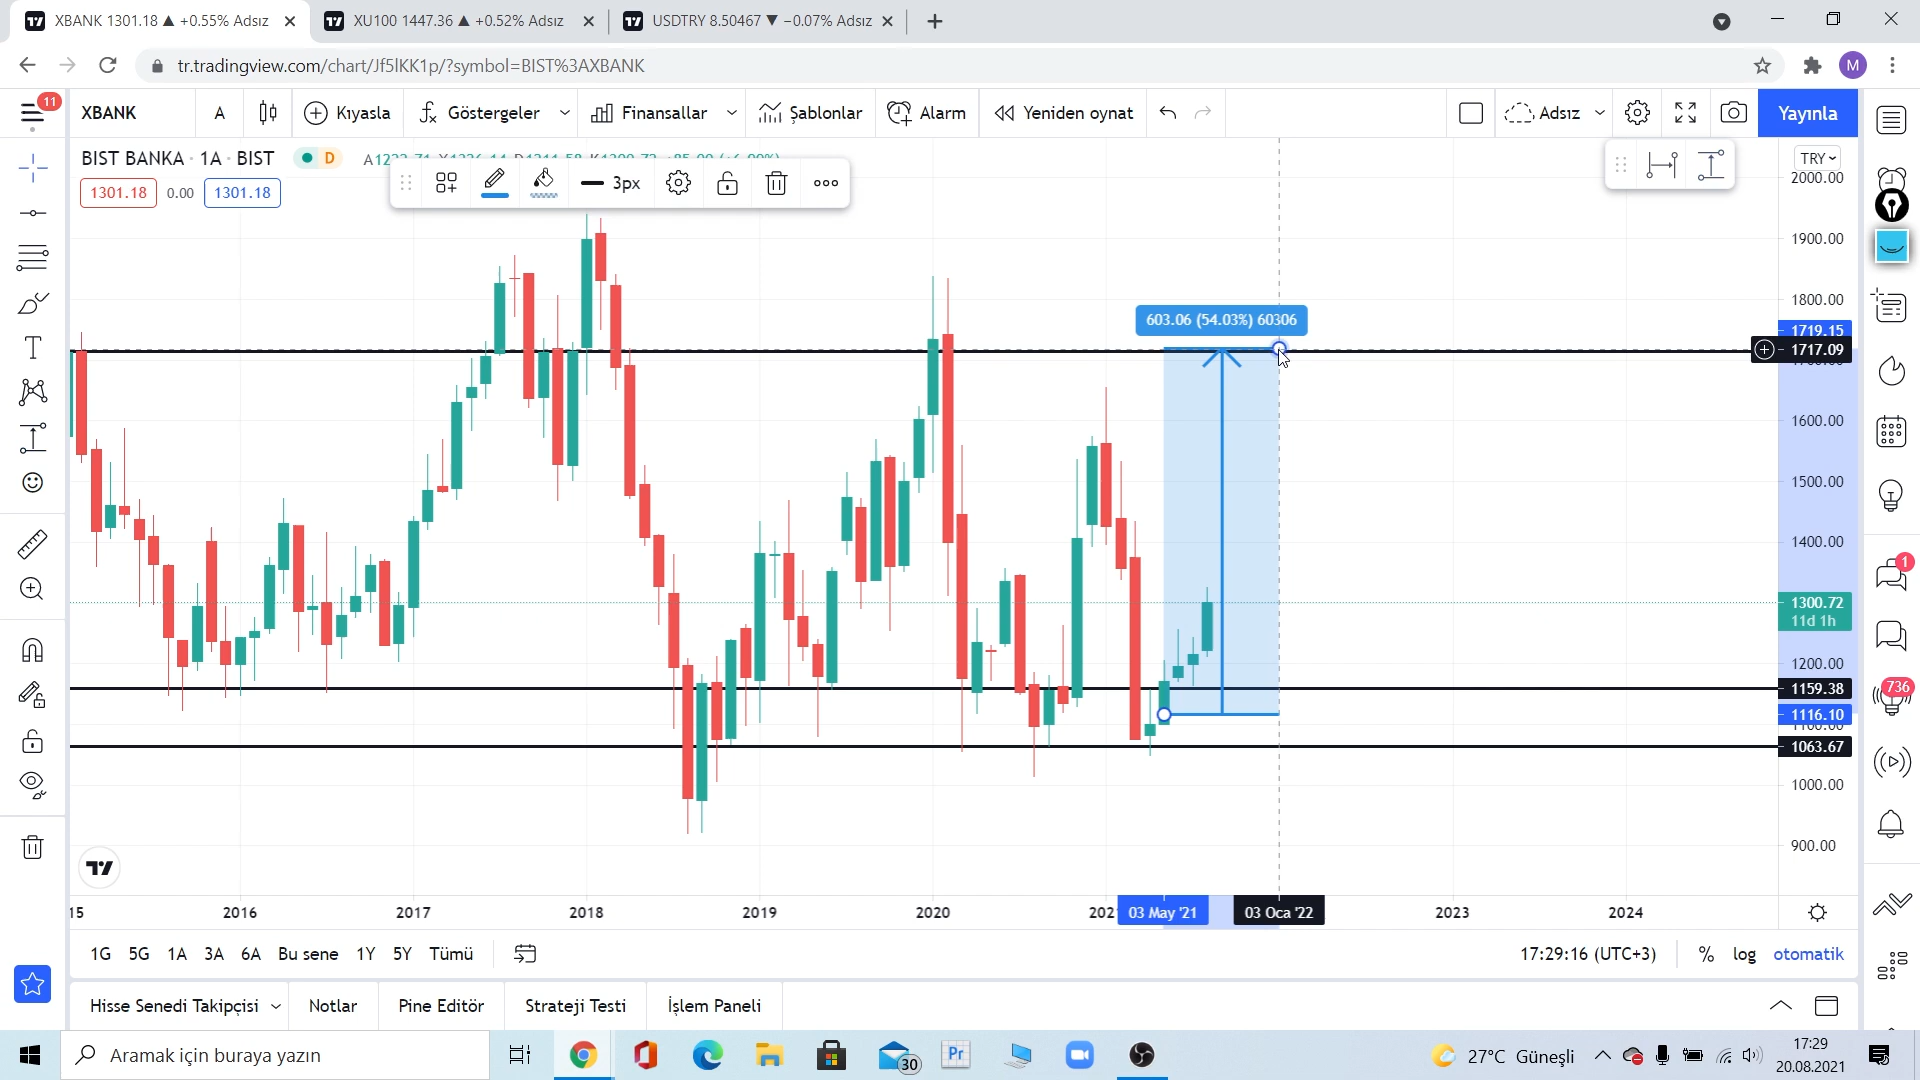 XBANK 1301.18 ▲ +0.55% Adsız
XU100 1447.36 ▲ +0.52% Adsız
USDTRY 8.50467 ▼ −0.07% Adsız
tr.tradingview.com/chart/Jf5lKK1p/?symbol=BIST%3AXBANK
M
11
XBANK
A
Kıyasla
Göstergeler
Finansallar
Şablonlar
Alarm
Yeniden oynat
Adsız
Yayınla
BIST BANKA · 1A · BIST
D
1301.18
0.00
1301.18
3px
TRY
2000.00
1900.00
1800.00
603.06 (54.03%) 60306
1719.15
1717.09
1600.00
1500.00
1400.00
1300.72
11d 1h
1200.00
1159.38
1116.10
1063.67
1000.00
900.00
1
736
15
2016
2017
2018
2019
2020
03 May '21
03 Oca '22
2023
2024
1G
5G
1A
3A
6A
Bu sene
1Y
5Y
Tümü
17:29:16 (UTC+3)
%
log
otomatik
Hisse Senedi Takipçisi
Notlar
Pine Editör
Strateji Testi
İşlem Paneli
Aramak için buraya yazın
30
Pr
27°C Güneşli
17:29
20.08.2021